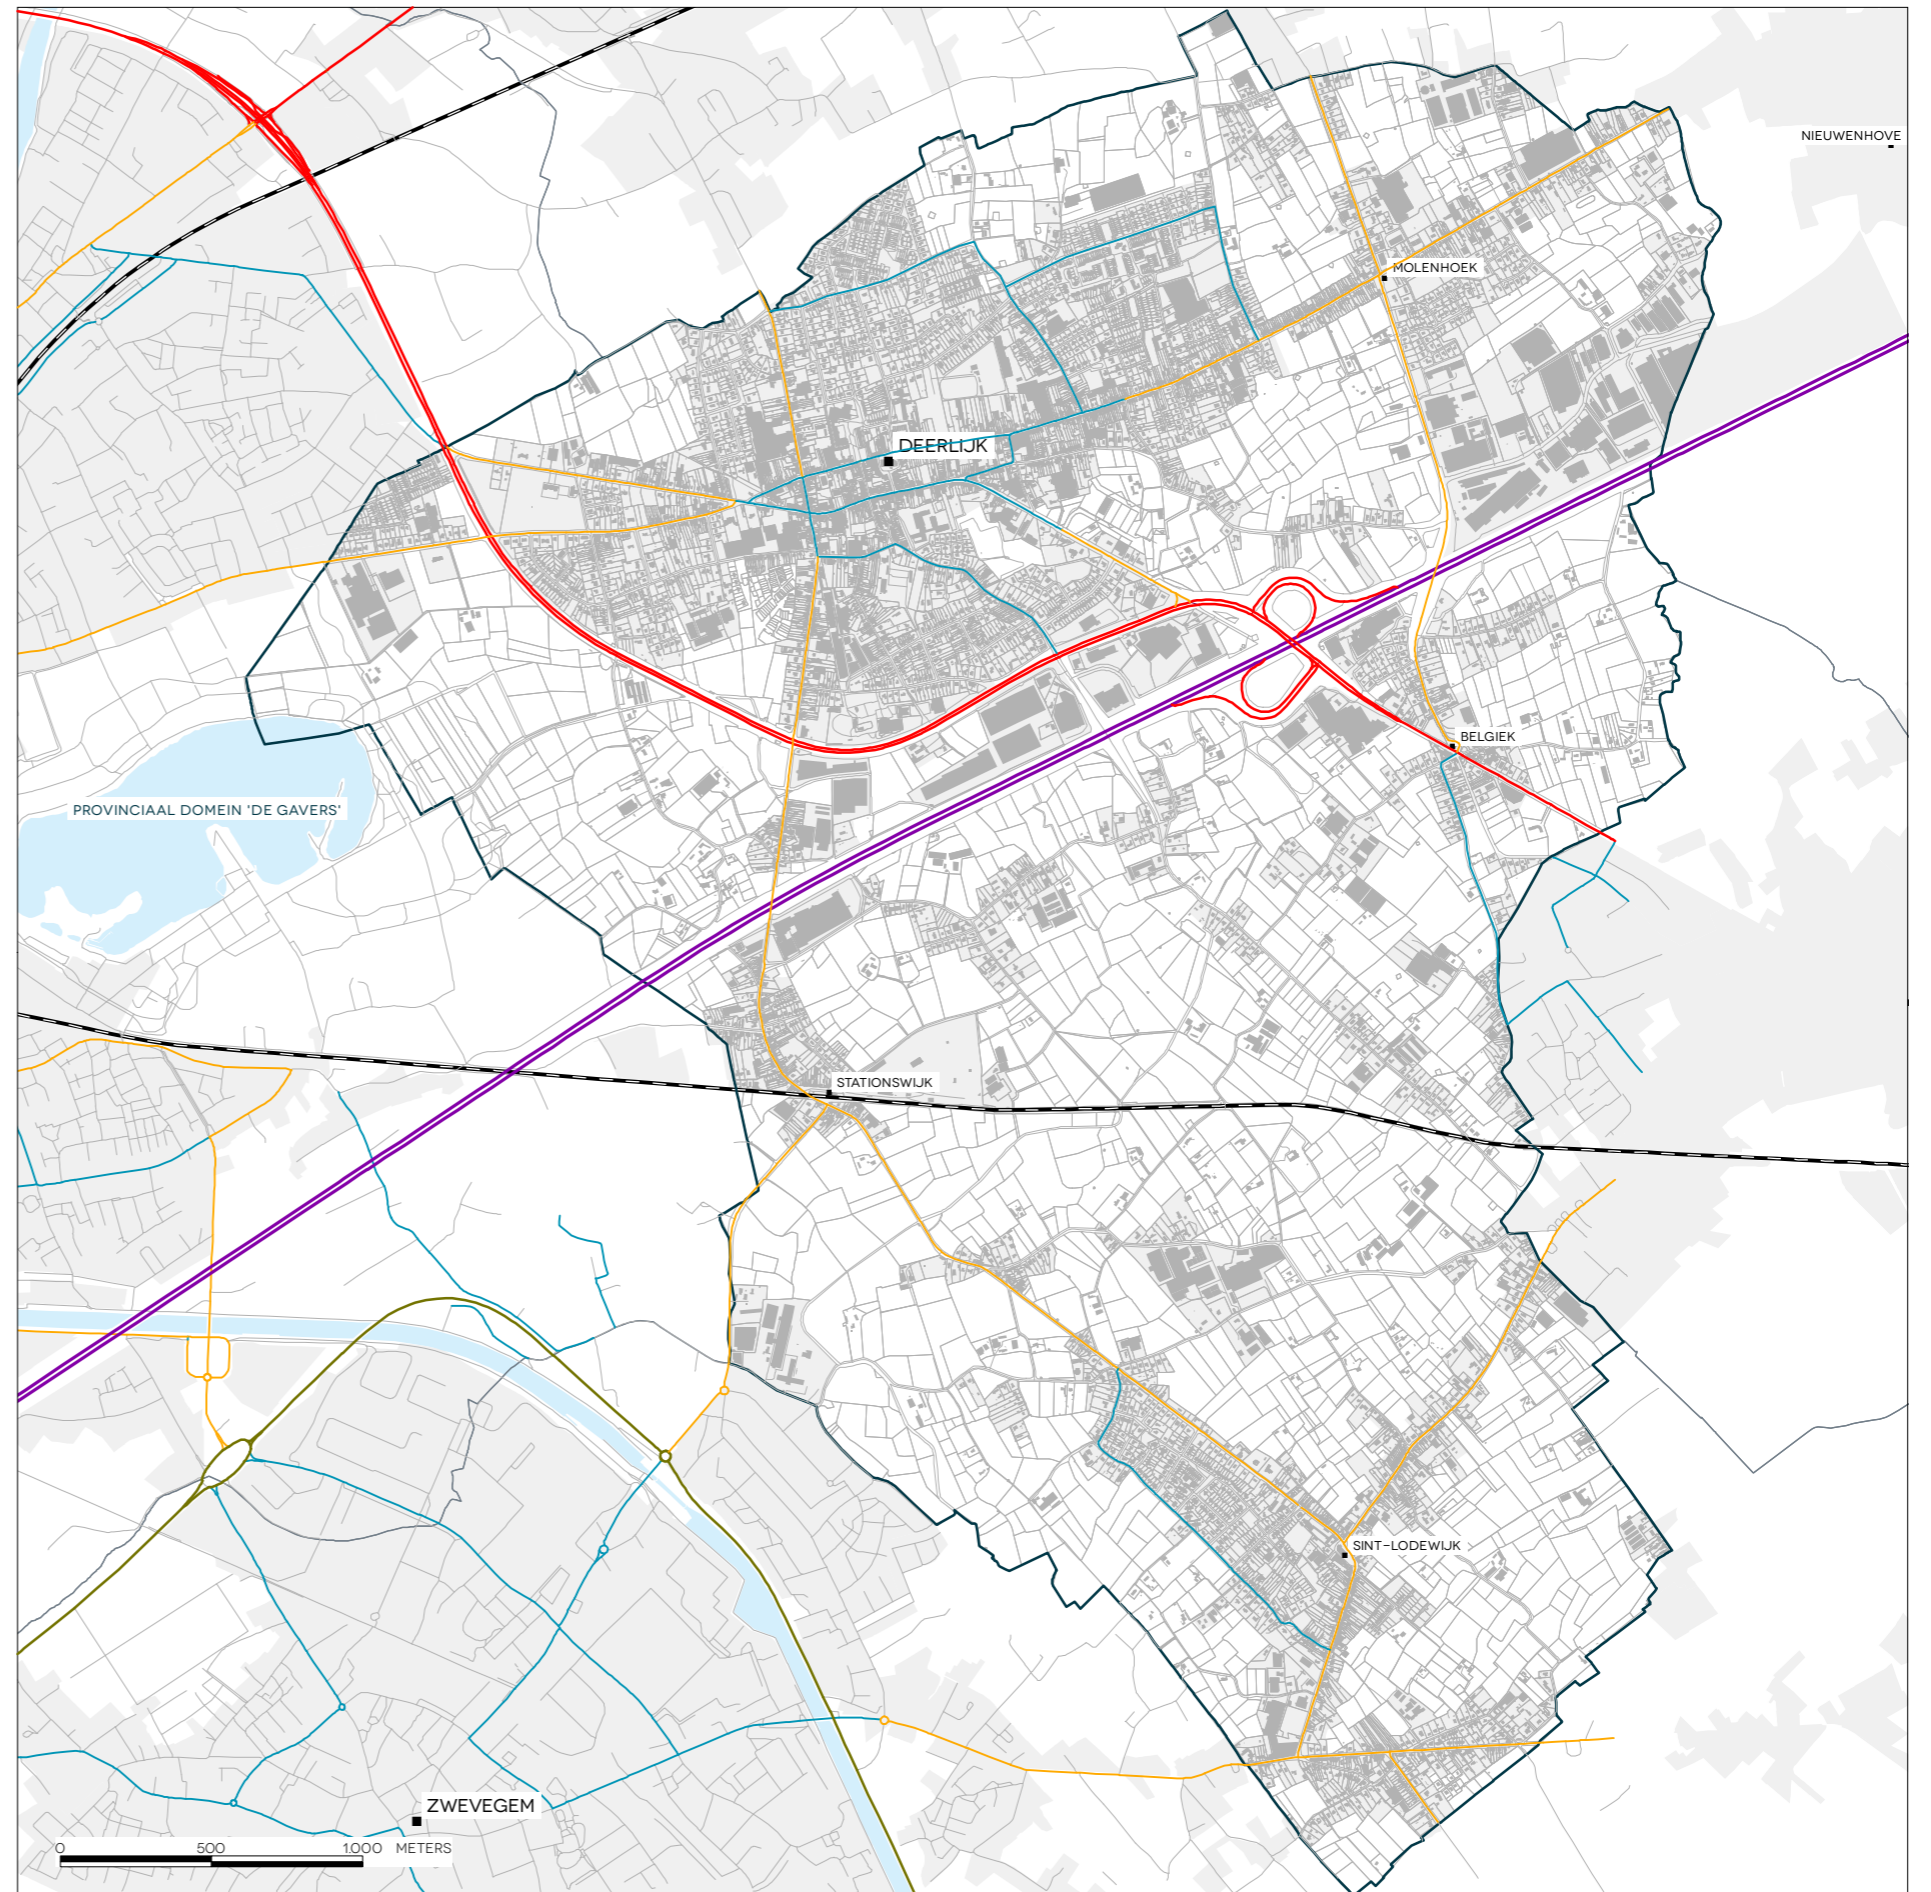 NIEUWENHOVE
MOLENHOEK
DEERLIJK
BELGIEK
PROVINCIAAL DOMEIN 'DE GAVERS'
STATIONSWIJK
SINT-LODEWIJK
ZWEVEGEM
0 500 1.000 METERS